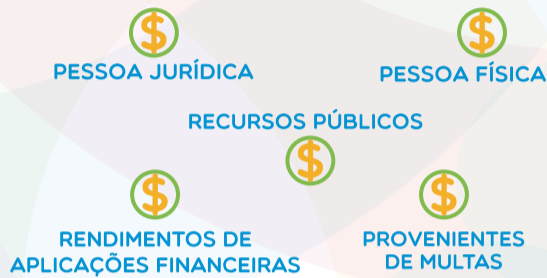 PESSOA JURÍDICA
PESSOA FÍSICA
RECURSOS PÚBLICOS
RENDIMENTOS DE
APLICAÇÕES FINANCEIRAS
PROVENIENTES
DE MULTAS